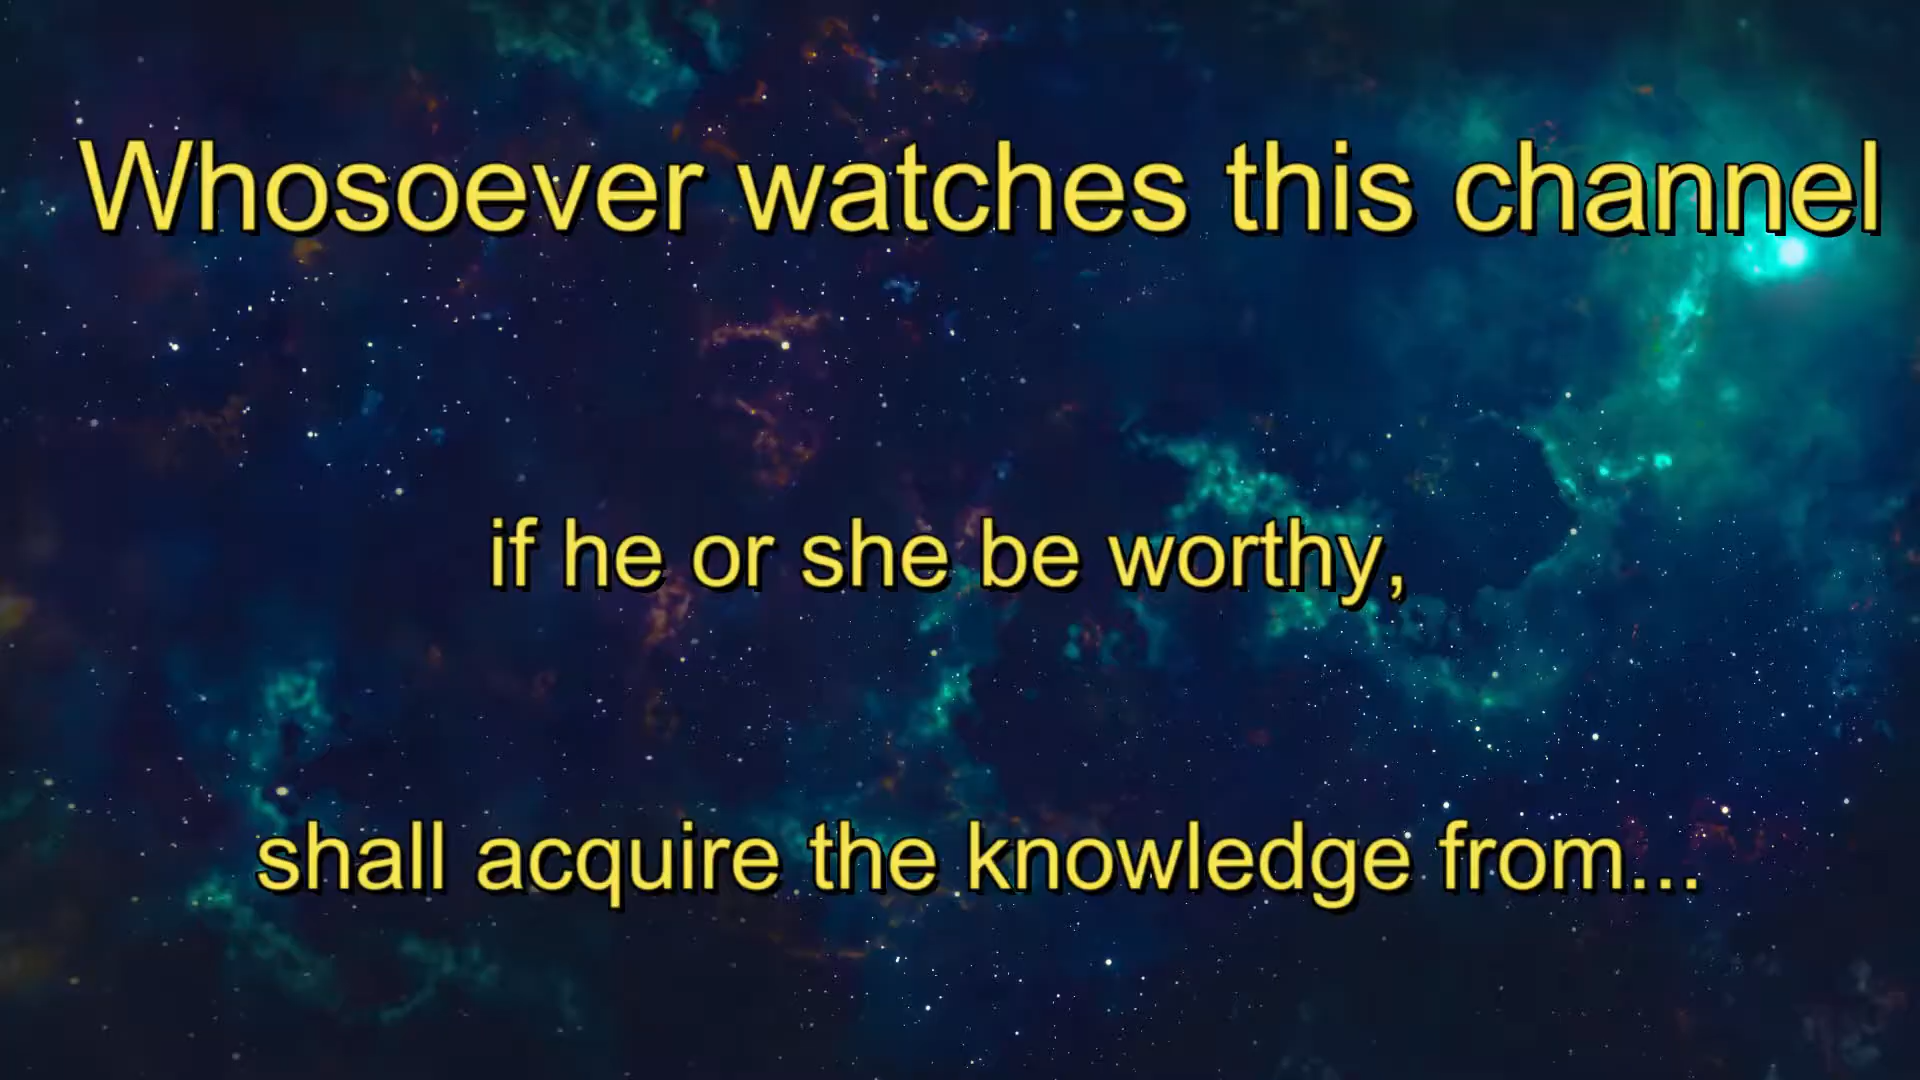 Whosoever watches this channel
if he or she be worthy,
shall acquire the knowledge from...